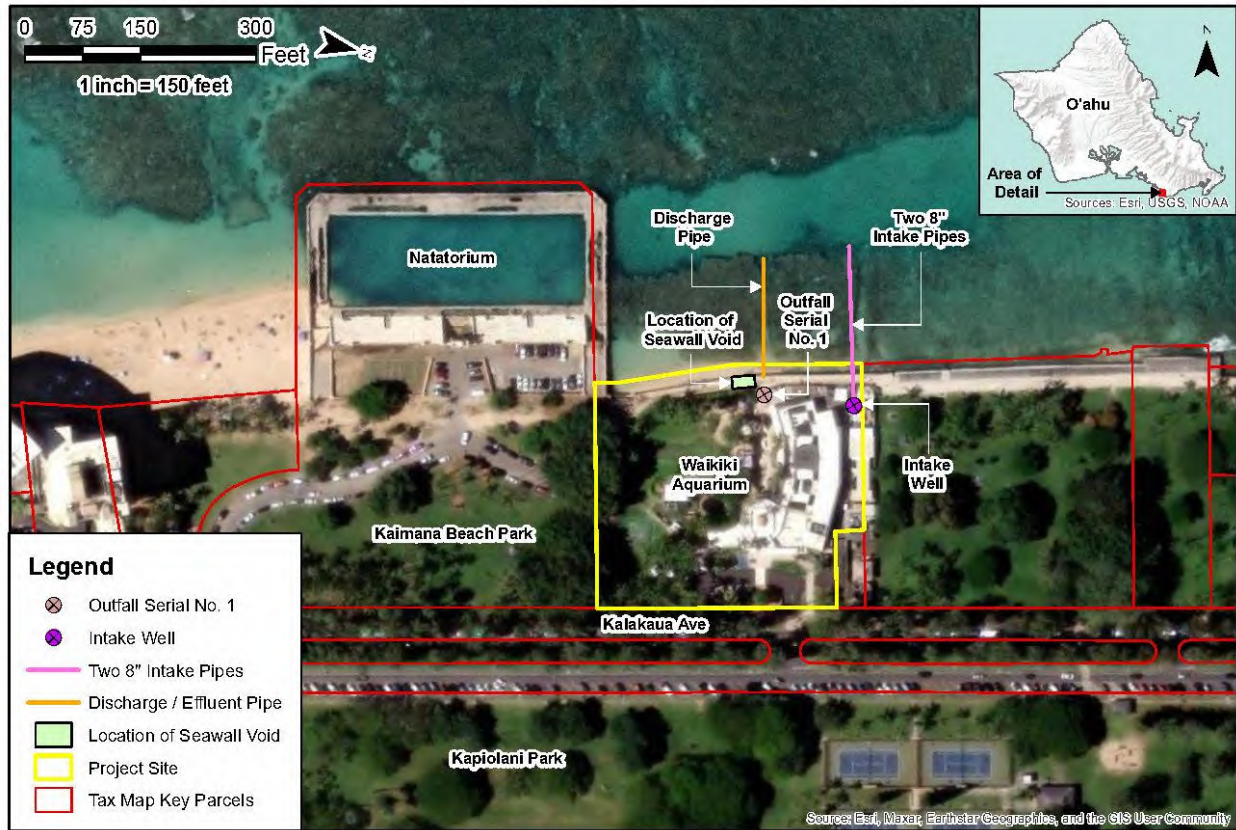 0 75 150 300
Feet
N
1 inch = 150 feet
N
O'ahu
Area of
Detail
Sources: Esri, USGS, NOAA
Discharge
Pipe
Two 8"
Intake Pipes
Natatorium
Outfall
Serial
No. 1
Location of
Seawall Void
Waikiki
Aquarium
Intake
Well
Kaimana Beach Park
Kalakaua Ave
Kapiolani Park
Legend
Outfall Serial No. 1
Intake Well
Two 8" Intake Pipes
Discharge / Effluent Pipe
Location of Seawall Void
Project Site
Tax Map Key Parcels
Source: Esri, Maxar, Earthstar Geographics, and the GIS User Community